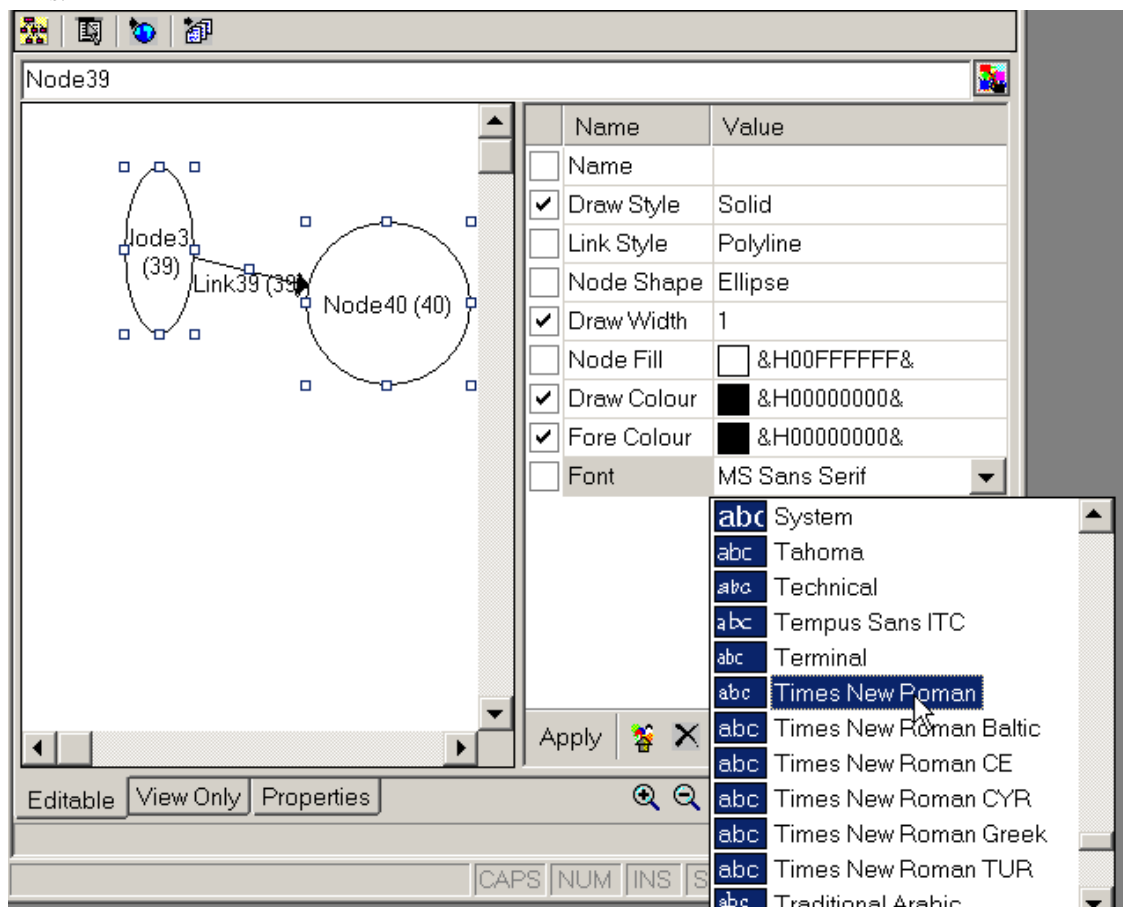 Node39
Name Value
Name
Draw Style Solid
Link Style Polyline
Node Shape Ellipse
Draw Width 1
Node Fill &H00FFFFFF&
Draw Colour &H00000000&
Fore Colour &H00000000&
Font MS Sans Serif
(39)
Link39 (39)
Node40 (40)
abc System
abc Tahoma
abc Technical
abc Tempus Sans ITC
abc Terminal
abc Times New Roman
abc Times New Roman Baltic
abc Times New Roman CE
abc Times New Roman CYR
abc Times New Roman Greek
abc Times New Roman TUR
abc Traditional Arabic
Apply
Editable View Only Properties
CAPS NUM INS S